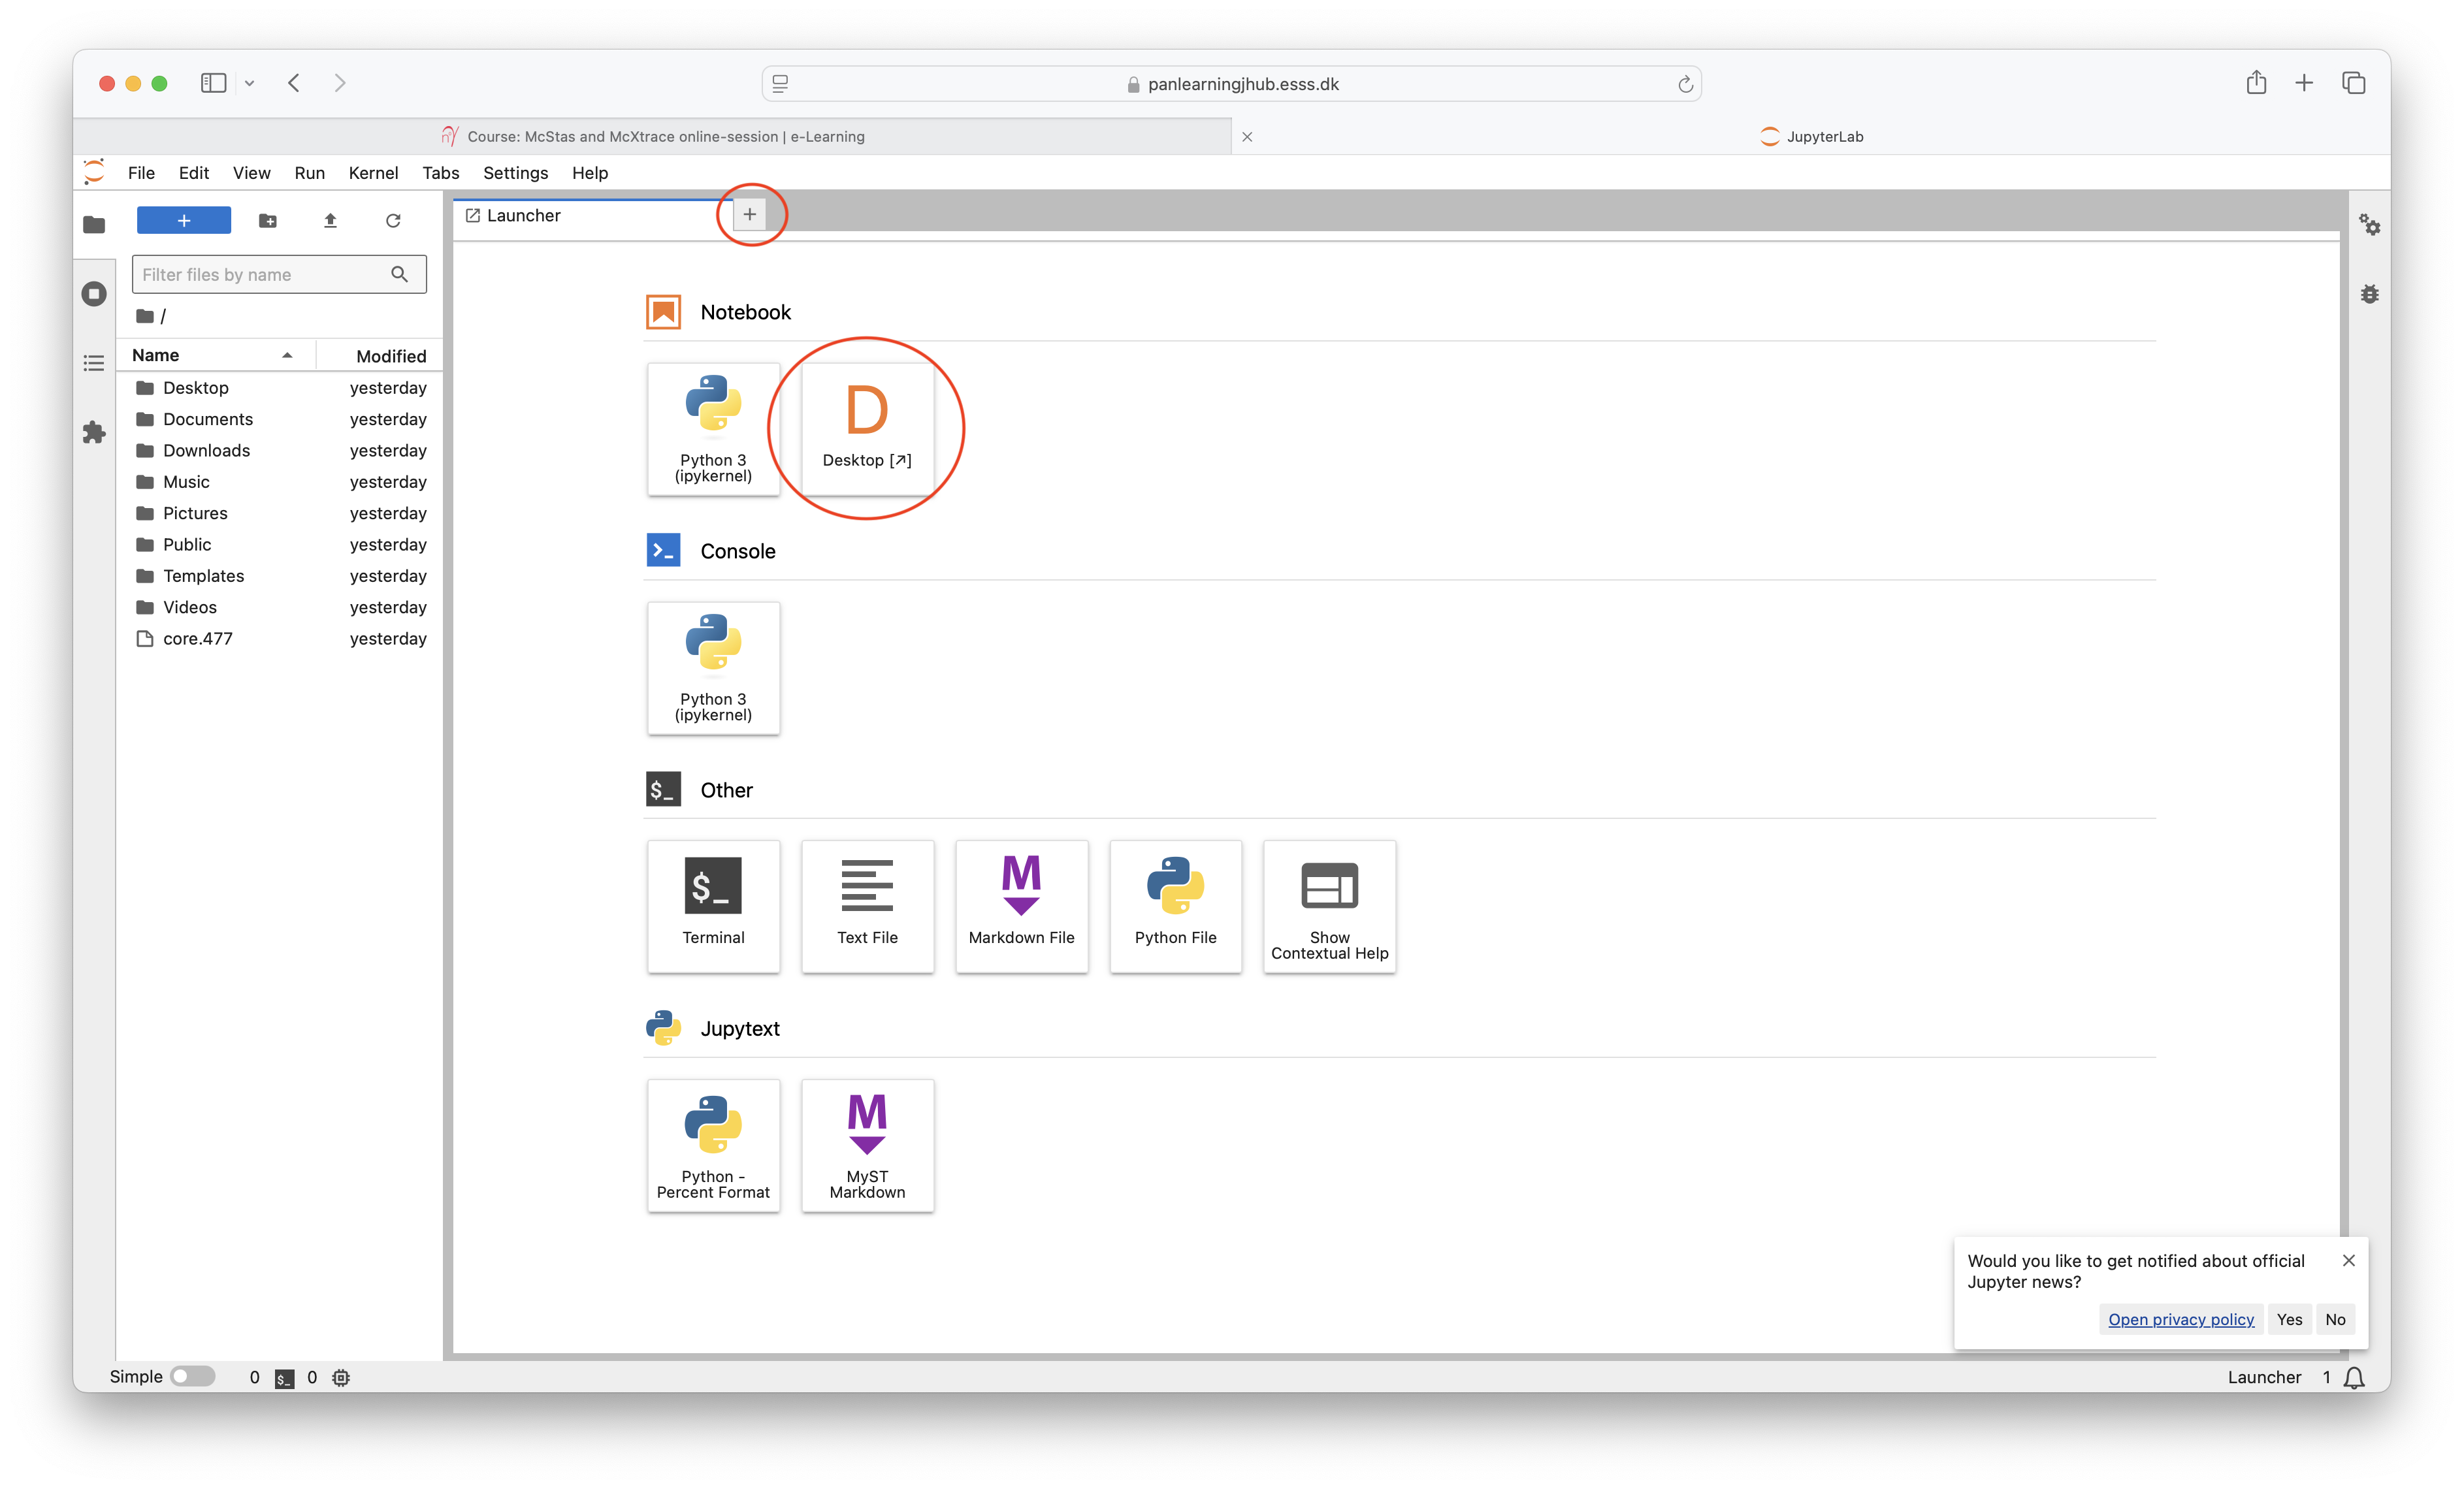 panlearningjhub.esss.dk
Course: McStas and McXtrace online-session | e-Learning
JupyterLab
File Edit View Run Kernel Tabs Settings Help
Launcher
Filter files by name
/
Name Modified
Desktop yesterday
Documents yesterday
Downloads yesterday
Music yesterday
Pictures yesterday
Public yesterday
Templates yesterday
Videos yesterday
core.477 yesterday
Notebook
Python 3
(ipykernel)
D
Desktop [↗]
Console
Python 3
(ipykernel)
$_ Other
$_
Terminal
Text File
M
Markdown File
Python File
Show
Contextual Help
Jupytext
Python -
Percent Format
M
MyST
Markdown
Would you like to get notified about official
Jupyter news?
Open privacy policy Yes No
Simple 0 $_ 0
Launcher 1